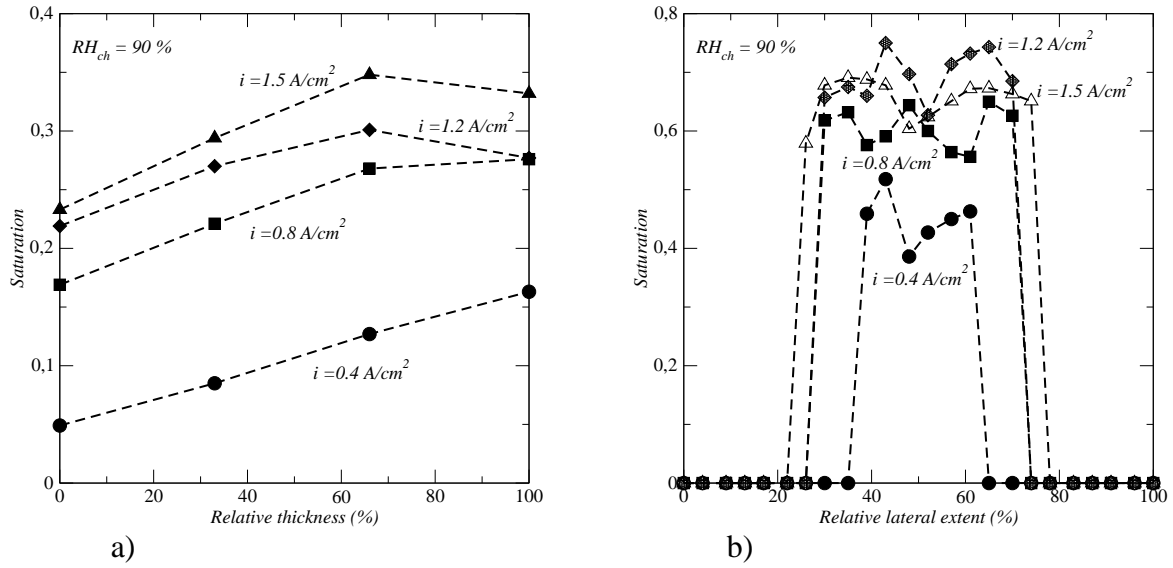 0,4
RH_ch = 90 %
i = 1.5 A/cm^2
0,3
i =1.2 A/cm^2
Saturation
0,2
i =0.8 A/cm^2
0,1
i = 0.4 A/cm^2
0
0 20 40 60 80 100
Relative thickness (%)
a)
0,8
RH_ch = 90 %
i =1.2 A/cm^2
i =1.5 A/cm^2
0,6
i =0.8 A/cm^2
Saturation
0,4
i =0.4 A/cm^2
0,2
0
0 20 40 60 80 100
Relative lateral extent (%)
b)